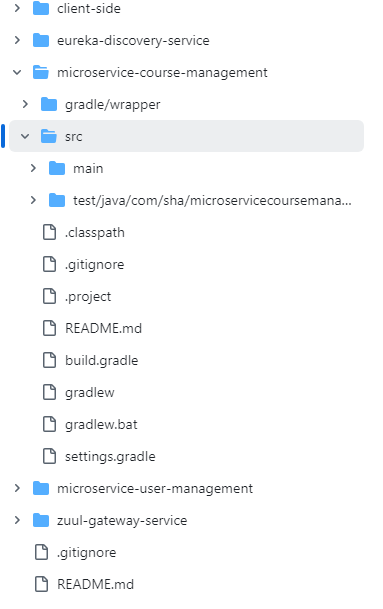 client-side
eureka-discovery-service
microservice-course-management
gradle/wrapper
src
main
test/java/com/sha/microservicecoursemana...
.classpath
.gitignore
.project
README.md
build.gradle
gradlew
gradlew.bat
settings.gradle
microservice-user-management
zuul-gateway-service
.gitignore
README.md